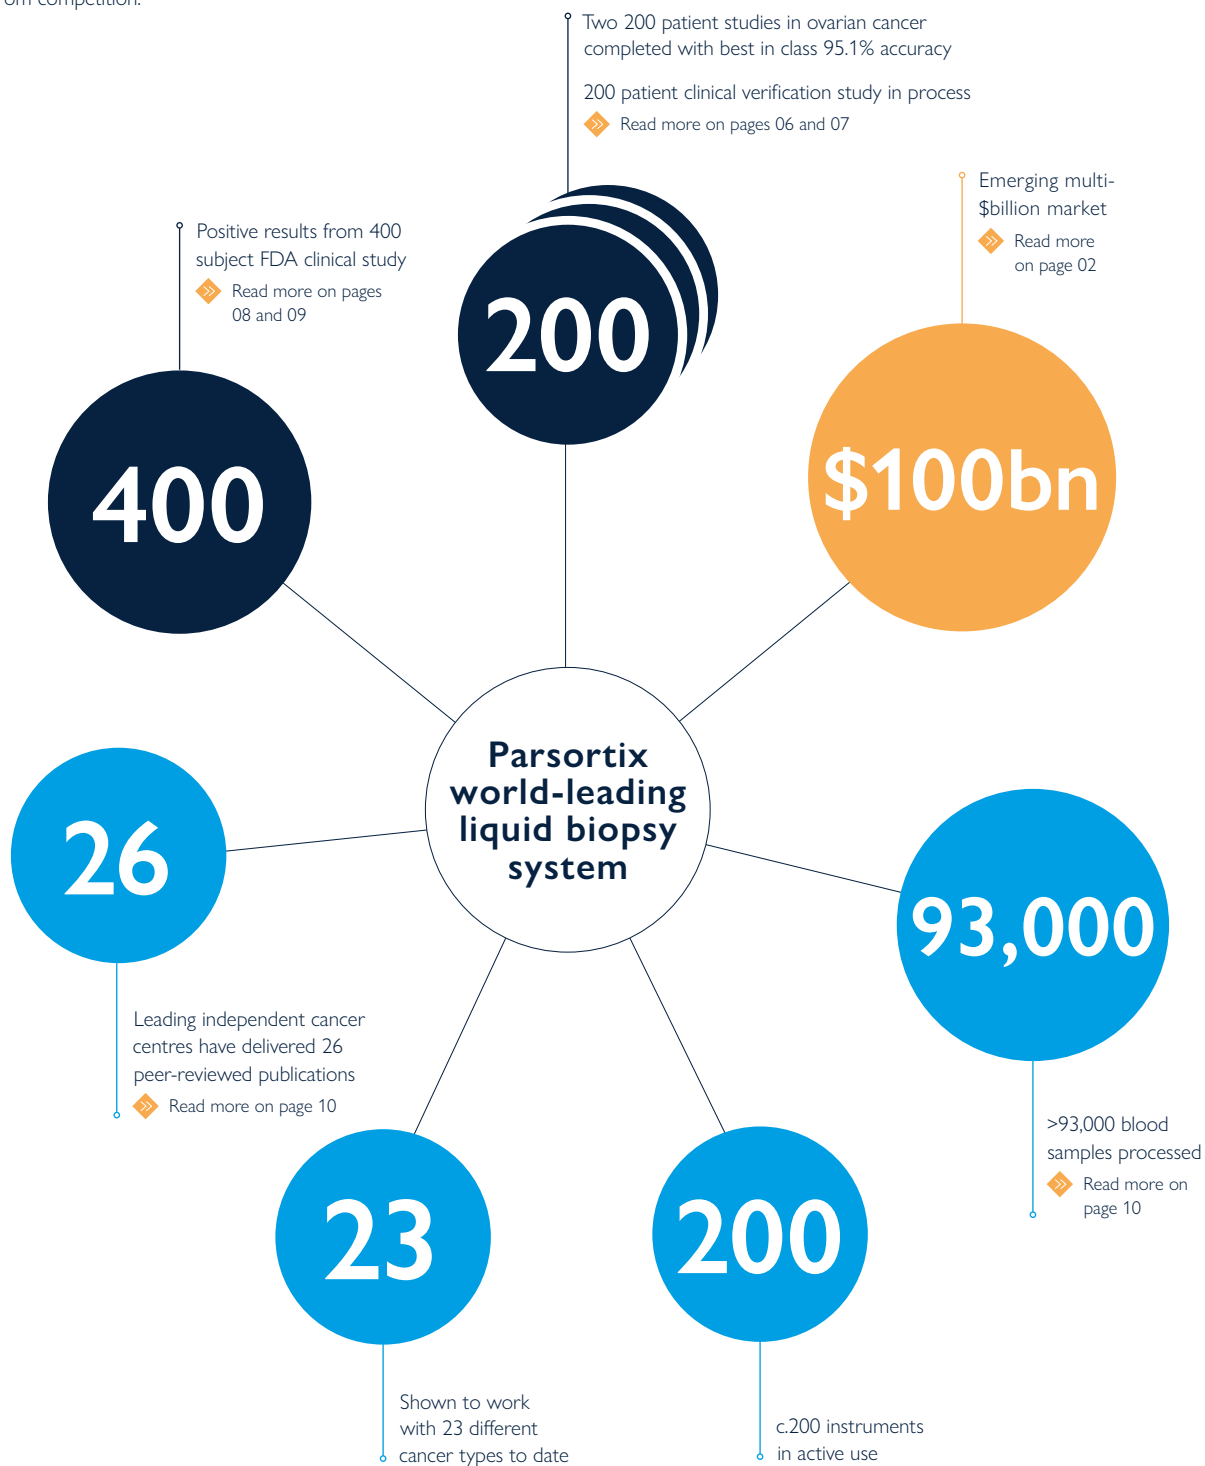 om competition.
Two 200 patient studies in ovarian cancer
completed with best in class 95.1% accuracy
200 patient clinical verification study in process
Read more on pages 06 and 07
Emerging multi-
$billion market
Read more
on page 02
Positive results from 400
subject FDA clinical study
Read more on pages
08 and 09
200
$100bn
400
Parsortix
world-leading
liquid biopsy
system
26
93,000
Leading independent cancer
centres have delivered 26
peer-reviewed publications
Read more on page 10
>93,000 blood
samples processed
Read more on
page 10
23
200
Shown to work
with 23 different
cancer types to date
c.200 instruments
in active use